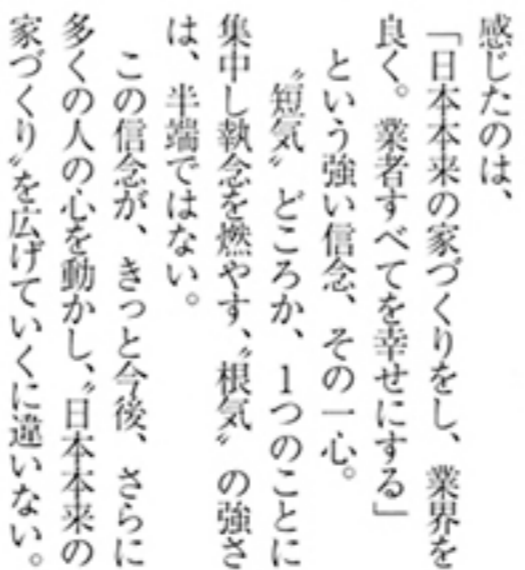 感じたのは、
「日本本来の家づくりをし、業界を
良く。業者すべてを幸せにする」
という強い信念、その一心。
〝短気〟どころか、1つのことに
集中し執念を燃やす、〝根気〟の強さ
は、半端ではない。
この信念が、きっと今後、さらに
多くの人の心を動かし、〝日本本来の
家づくり〟を広げていくに違いない。